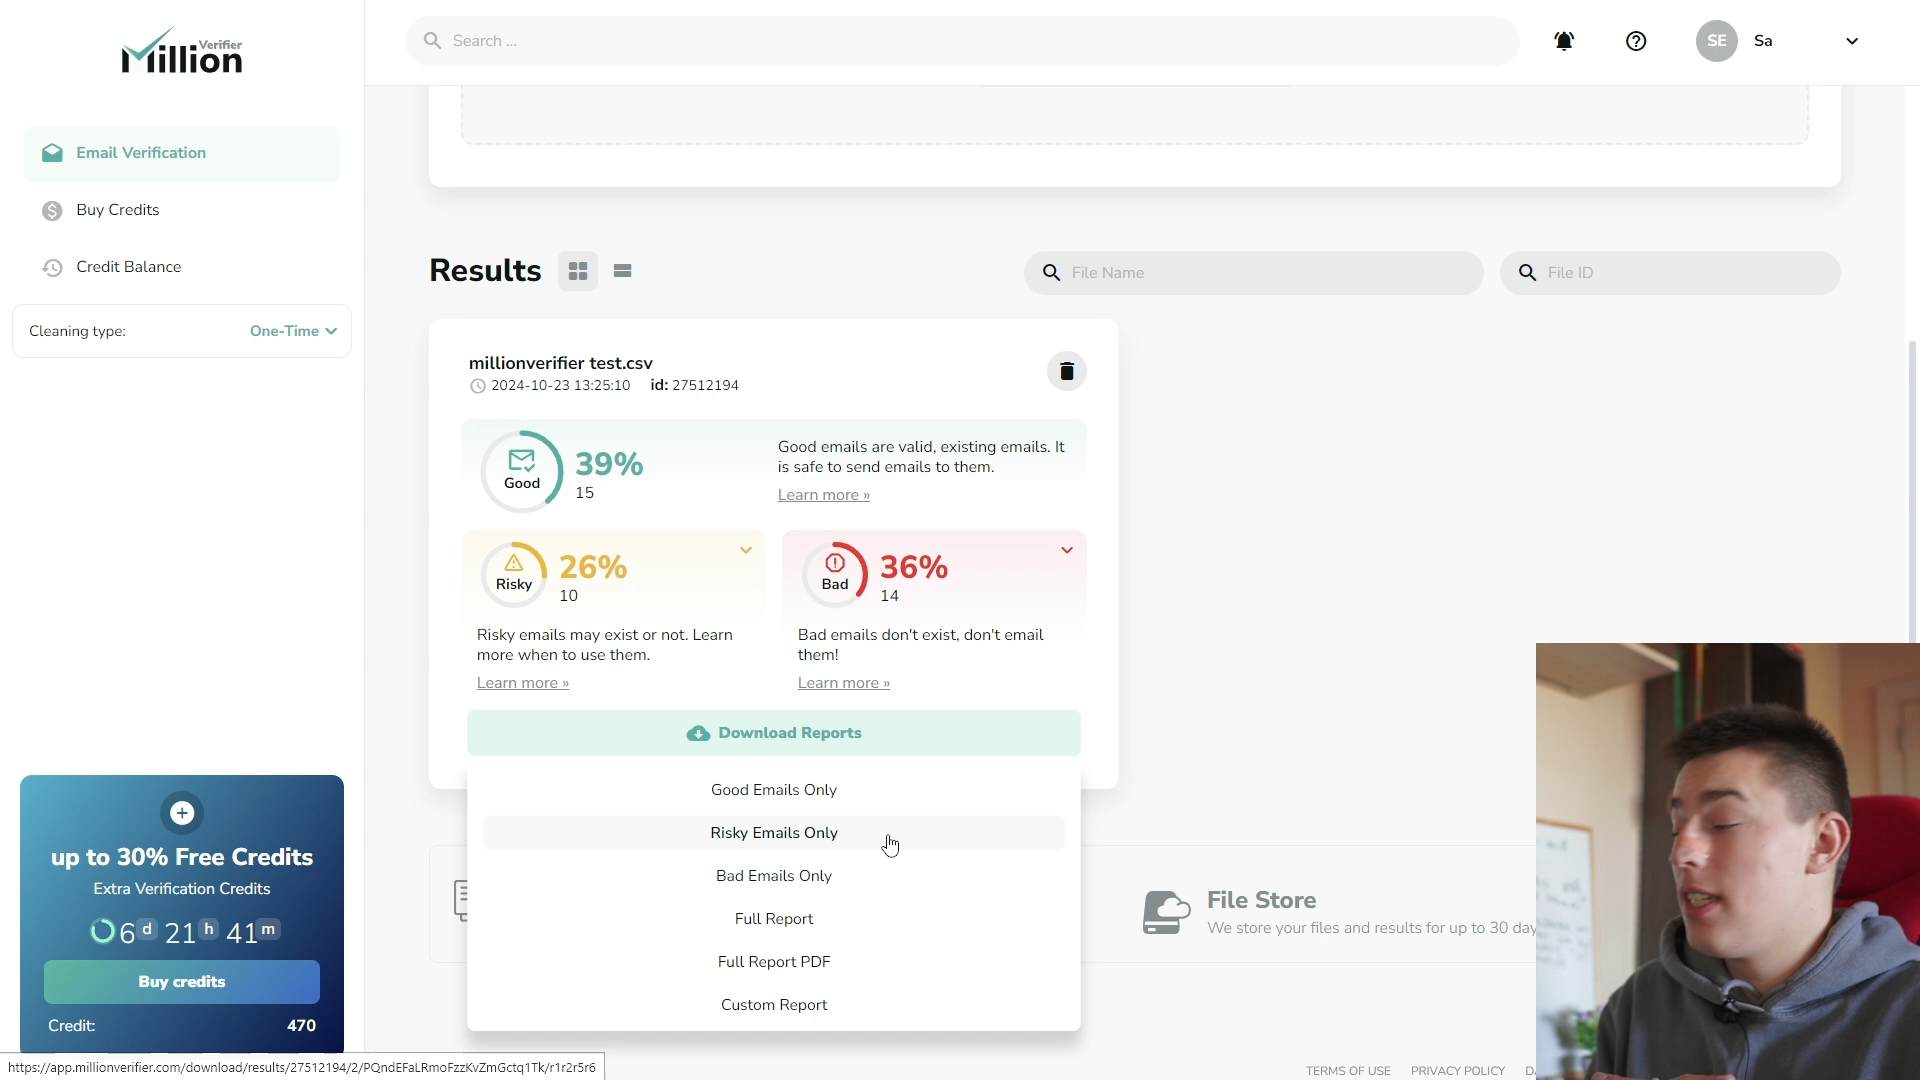 Million Verifier
Search ...
SE
Sa
Email Verification
Buy Credits
Credit Balance
Cleaning type:
One-Time
Results
File Name
File ID
millionverifier test.csv
2024-10-23 13:25:10 id: 27512194
Good
39%
15
Good emails are valid, existing emails. It
is safe to send emails to them.
Learn more »
Risky
26%
10
Risky emails may exist or not. Learn
more when to use them.
Learn more »
Bad
36%
14
Bad emails don't exist, don't email
them!
Learn more »
Download Reports
Good Emails Only
Risky Emails Only
Bad Emails Only
Full Report
Full Report PDF
Custom Report
File Store
We store your files and results for up to 30 day
up to 30% Free Credits
Extra Verification Credits
6 d 21 h 41 m
Buy credits
Credit:
470
https://app.millionverifier.com/download/results/27512194/2/PQndEFaLRmoFzzKvZmGctq1Tk/r1r2r5r6
TERMS OF USE
PRIVACY POLICY